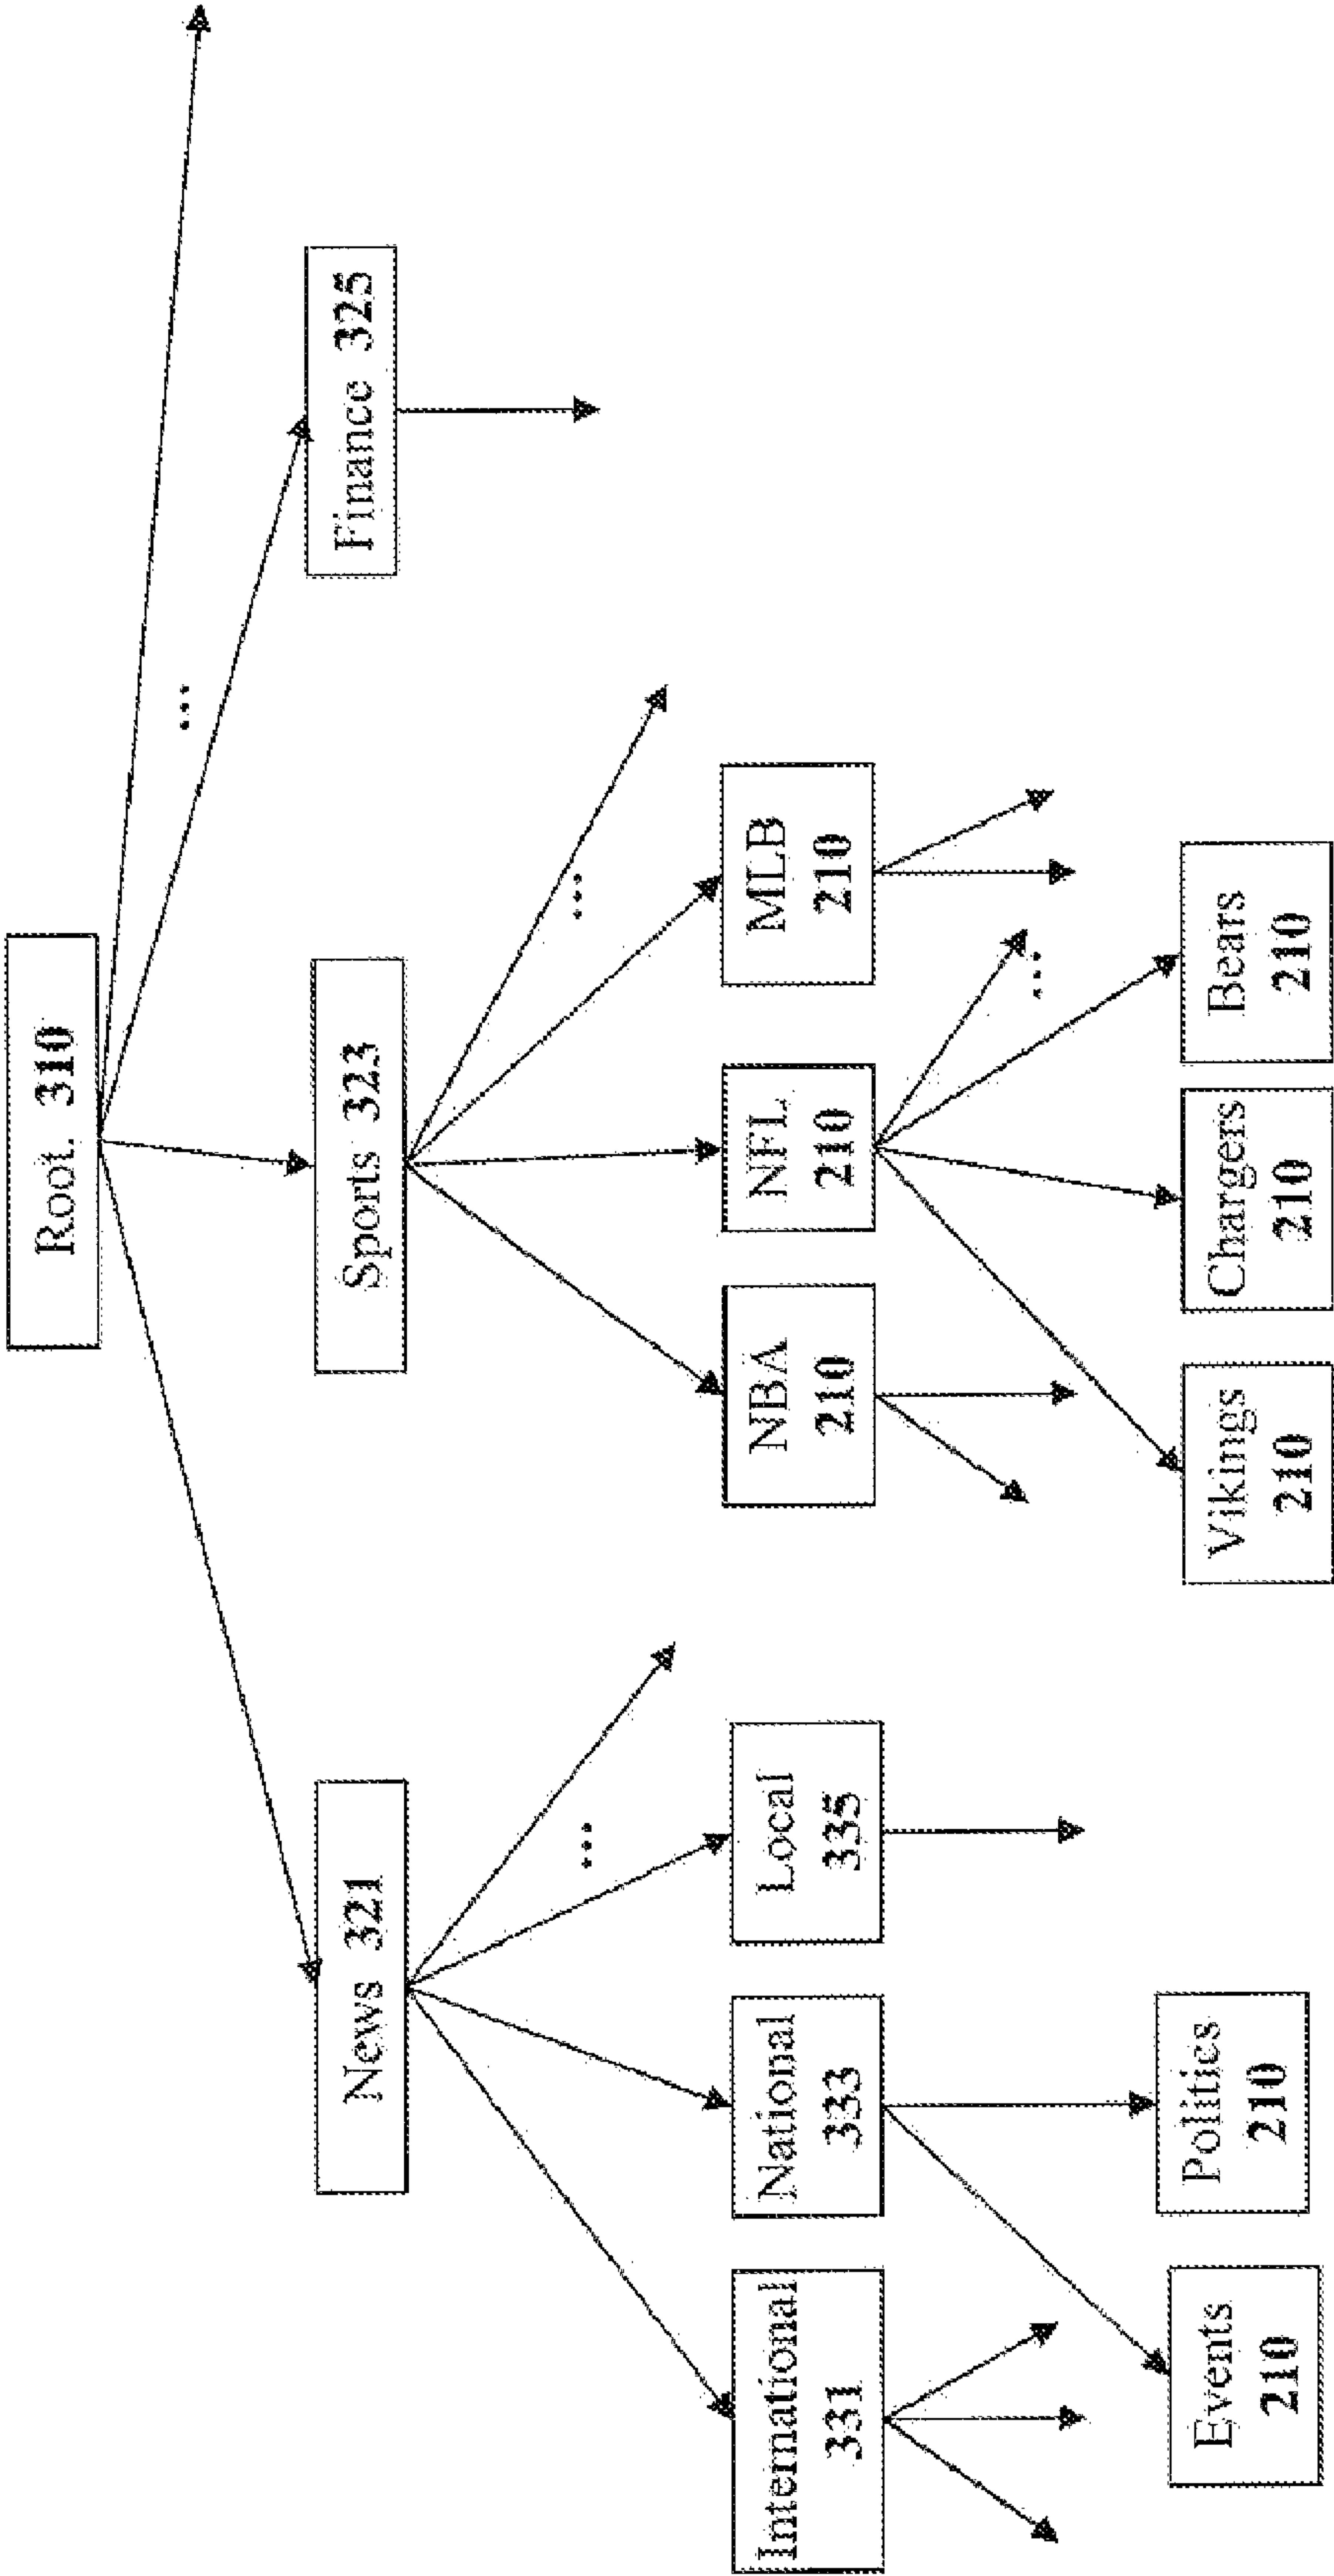 Root 310
...
News 321
Sports 323
Finance 325
...
...
International
331
National
333
Local
335
NBA
210
NFL
210
MLB
210
...
Events
210
Politics
210
Vikings
210
Chargers
210
Bears
210